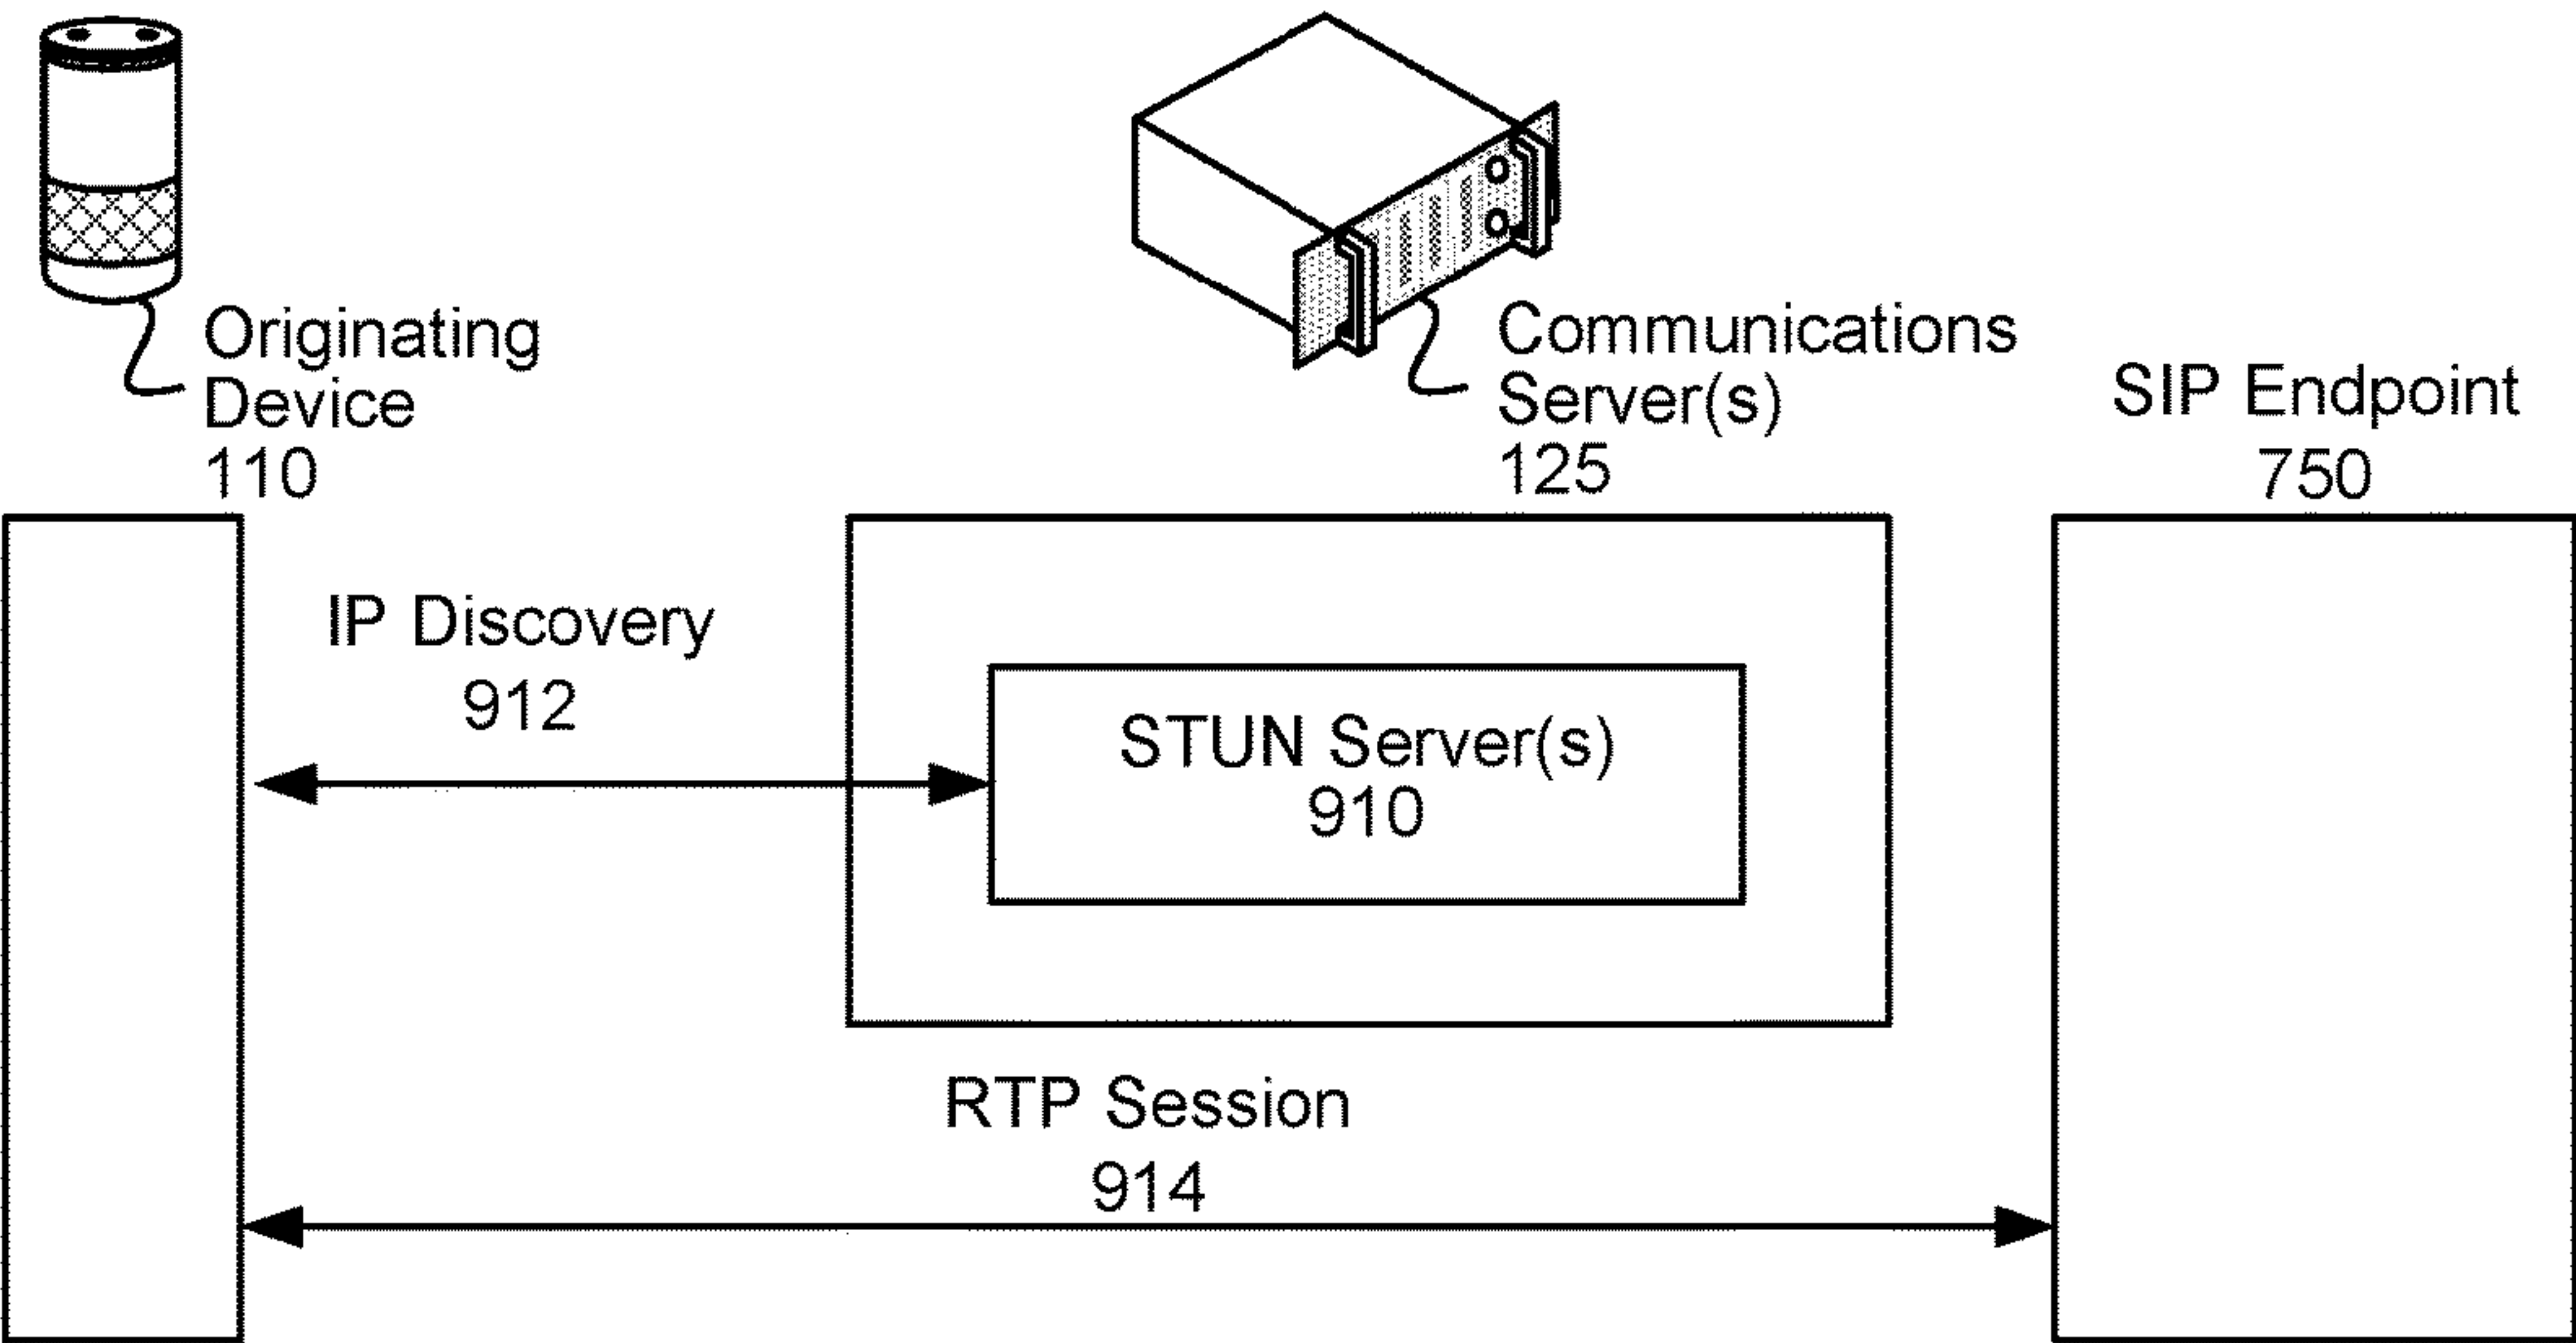 Originating
Device
110
Communications
Server(s)
125
SIP Endpoint
750
IP Discovery
912
STUN Server(s)
910
RTP Session
914